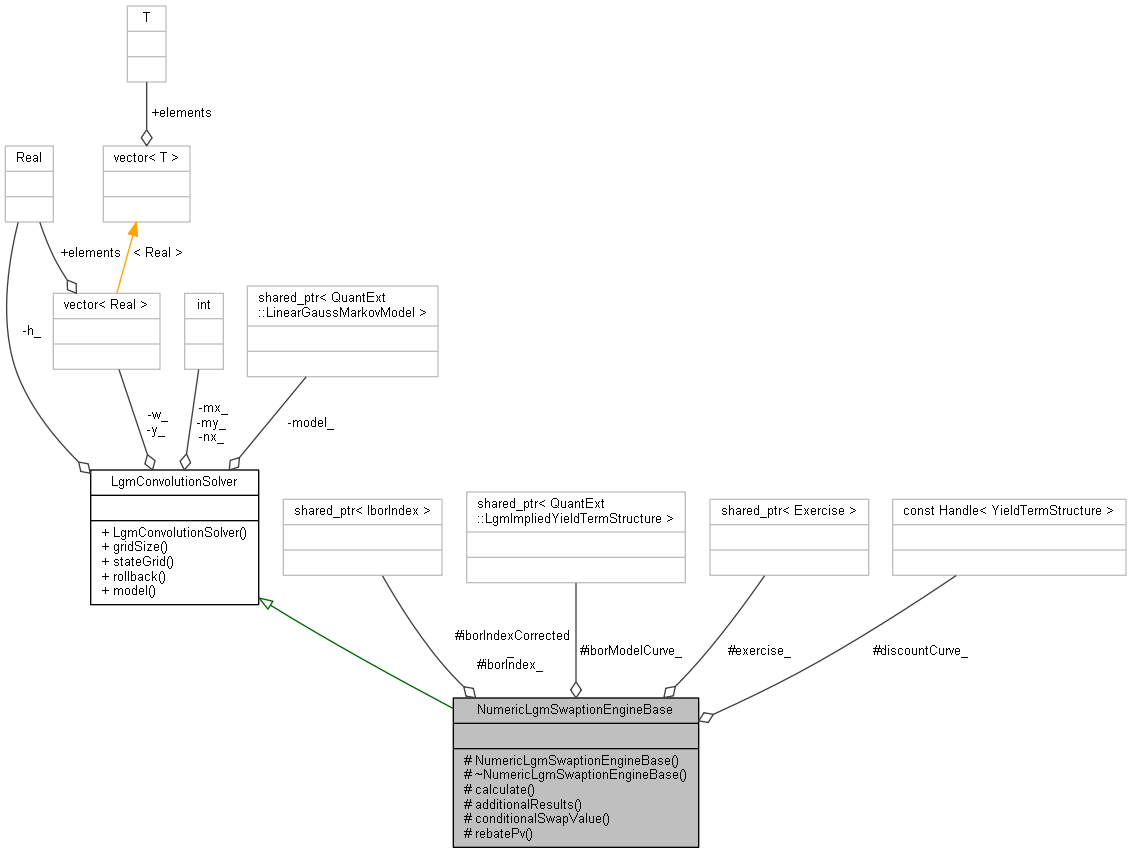 T
+elements
Real
vector< T >
+elements
< Real >
vector< Real >
int
shared_ptr< QuantExt
::LinearGaussMarkovModel >
-h_
-w_
-y_
-mx_
-my_
-nx_
-model_
LgmConvolutionSolver
+ LgmConvolutionSolver()
+ gridSize()
+ stateGrid()
+ rollback()
+ model()
shared_ptr< IborIndex >
shared_ptr< QuantExt
::LgmImpliedYieldTermStructure >
shared_ptr< Exercise >
const Handle< YieldTermStructure >
#iborIndexCorrected
_
#iborIndex_
#iborModelCurve_
#exercise_
#discountCurve_
NumericLgmSwaptionEngineBase
# NumericLgmSwaptionEngineBase()
# ~NumericLgmSwaptionEngineBase()
# calculate()
# additionalResults()
# conditionalSwapValue()
# rebatePv()